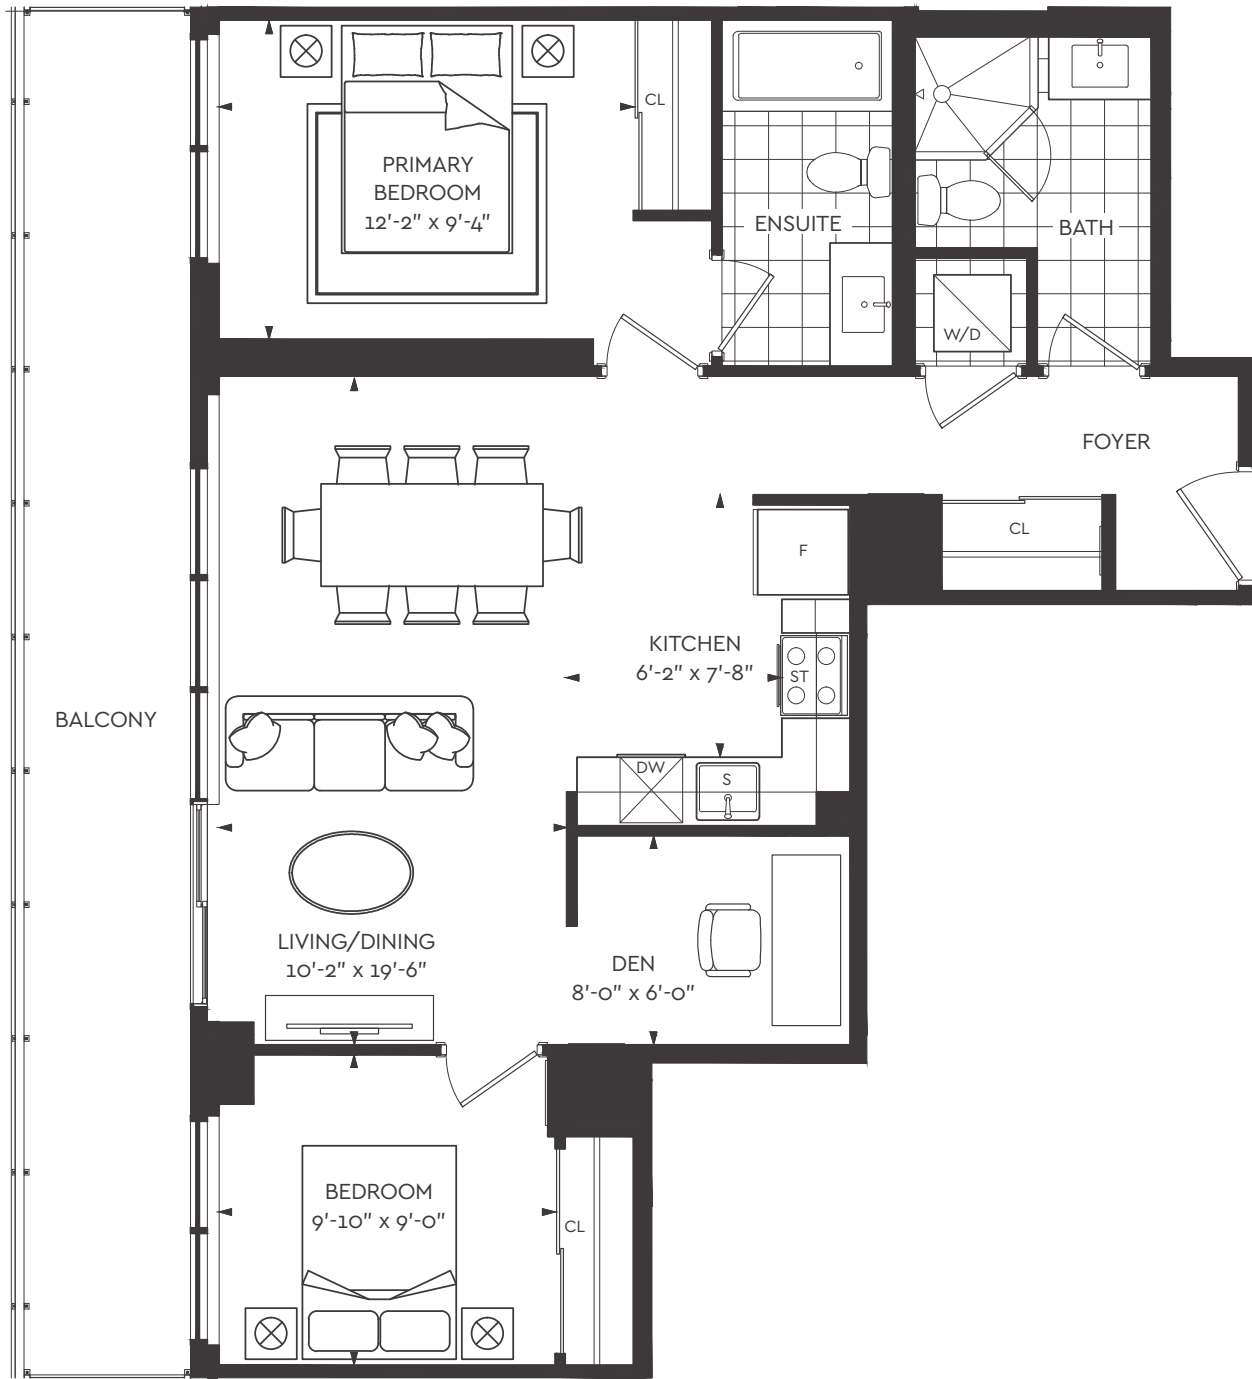 CL
PRIMARY
BEDROOM
12'-2" x 9'-4"
ENSUITE
BATH
W/D
FOYER
CL
F
KITCHEN
6'-2" x 7'-8"
ST
BALCONY
DW
S
LIVING/DINING
10'-2" x 19'-6"
DEN
8'-0" x 6'-0"
BEDROOM
9'-10" x 9'-0"
CL